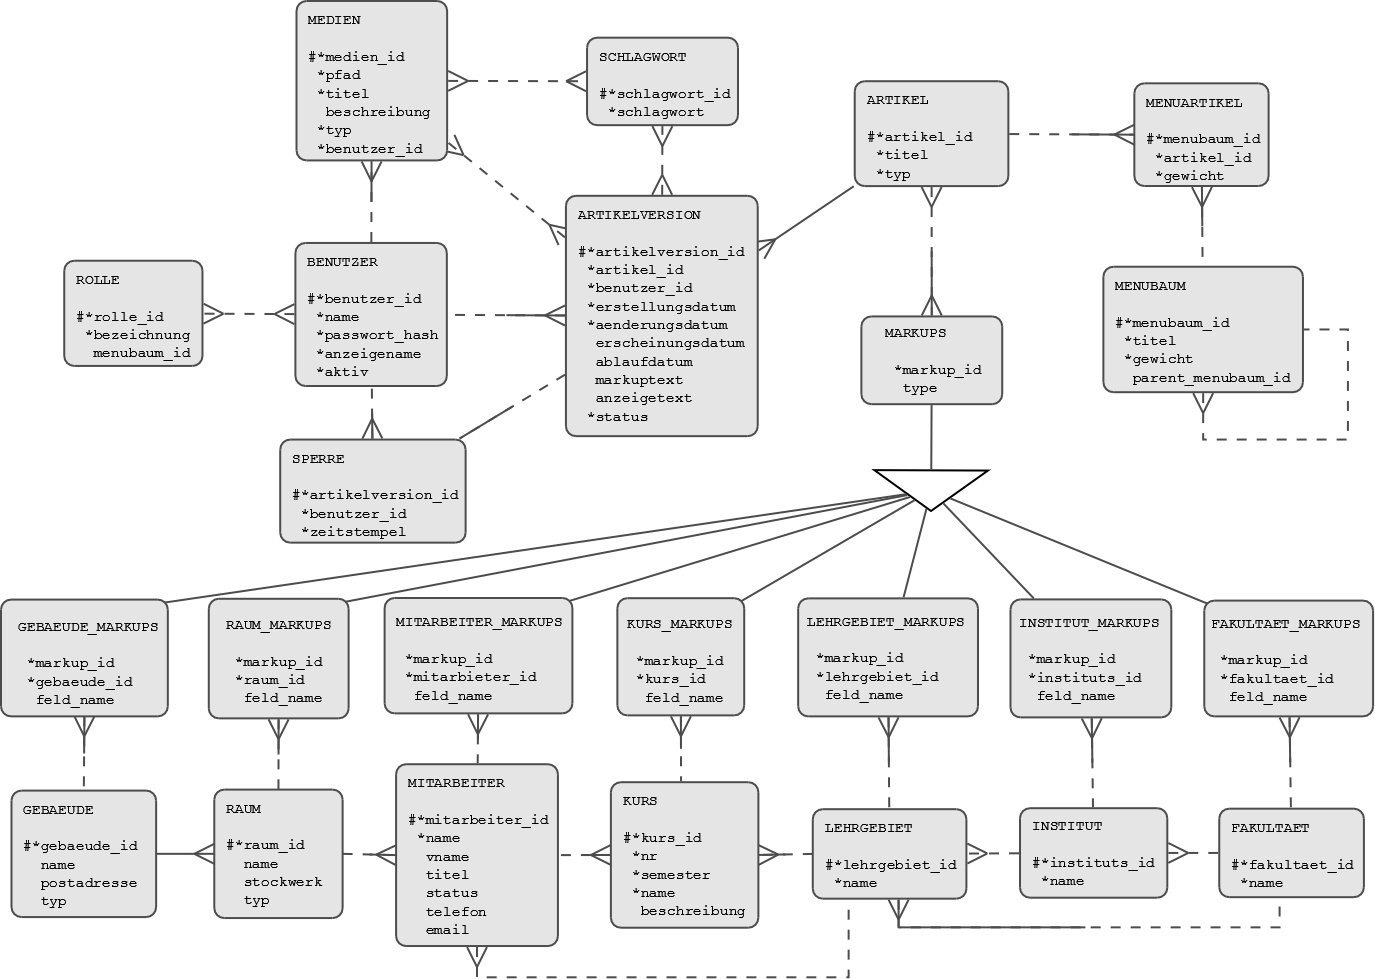 MEDIEN
#*medien_id
*pfad
*titel
beschreibung
*typ
*benutzer_id
SCHLAGWORT
#*schlagwort_id
*schlagwort
ARTIKEL
#*artikel_id
*titel
*typ
MENUARTIKEL
#*menubaum_id
*artikel_id
*gewicht
ROLLE
#*rolle_id
*bezeichnung
menubaum_id
BENUTZER
#*benutzer_id
*name
*passwort_hash
*anzeigename
*aktiv
ARTIKELVERSION
#*artikelversion_id
*artikel_id
*benutzer_id
*erstellungsdatum
*aenderungsdatum
erscheinungsdatum
ablaufdatum
markuptext
anzeigetext
*status
MARKUPS
*markup_id
type
MENUBAUM
#*menubaum_id
*titel
*gewicht
parent_menubaum_id
SPERRE
#*artikelversion_id
*benutzer_id
*zeitstempel
GEBAEUDE_MARKUPS
*markup_id
*gebaeude_id
feld_name
RAUM_MARKUPS
*markup_id
*raum_id
feld_name
MITARBEITER_MARKUPS
*markup_id
*mitarbieter_id
feld_name
KURS_MARKUPS
*markup_id
*kurs_id
feld_name
LEHRGEBIET_MARKUPS
*markup_id
*lehrgebiet_id
feld_name
INSTITUT_MARKUPS
*markup_id
*instituts_id
feld_name
FAKULTAET_MARKUPS
*markup_id
*fakultaet_id
feld_name
GEBAEUDE
#*gebaeude_id
name
postadresse
typ
RAUM
#*raum_id
name
stockwerk
typ
MITARBEITER
#*mitarbeiter_id
*name
vname
titel
status
telefon
email
KURS
#*kurs_id
*nr
*semester
*name
beschreibung
LEHRGEBIET
#*lehrgebiet_id
*name
INSTITUT
#*instituts_id
*name
FAKULTAET
#*fakultaet_id
*name